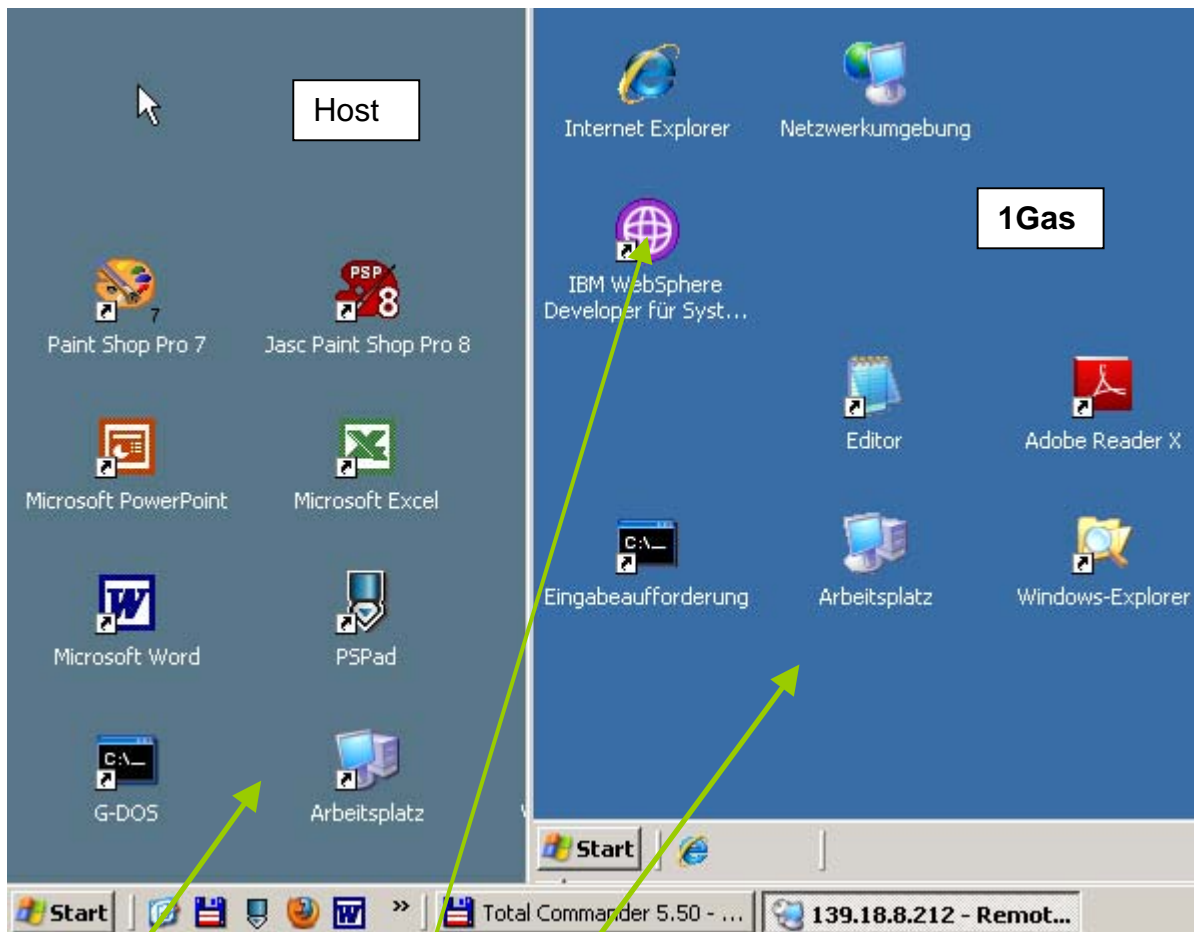 Host
Paint Shop Pro 7
Jasc Paint Shop Pro 8
Microsoft PowerPoint
Microsoft Excel
Microsoft Word
PSPad
G-DOS
Arbeitsplatz
Internet Explorer
Netzwerkumgebung
1Gas
IBM WebSphere
Developer für Syst...
Editor
Adobe Reader X
Eingabeaufforderung
Arbeitsplatz
Windows-Explorer
Start
Start
Total Commander 5.50 - ...
139.18.8.212 - Remot...